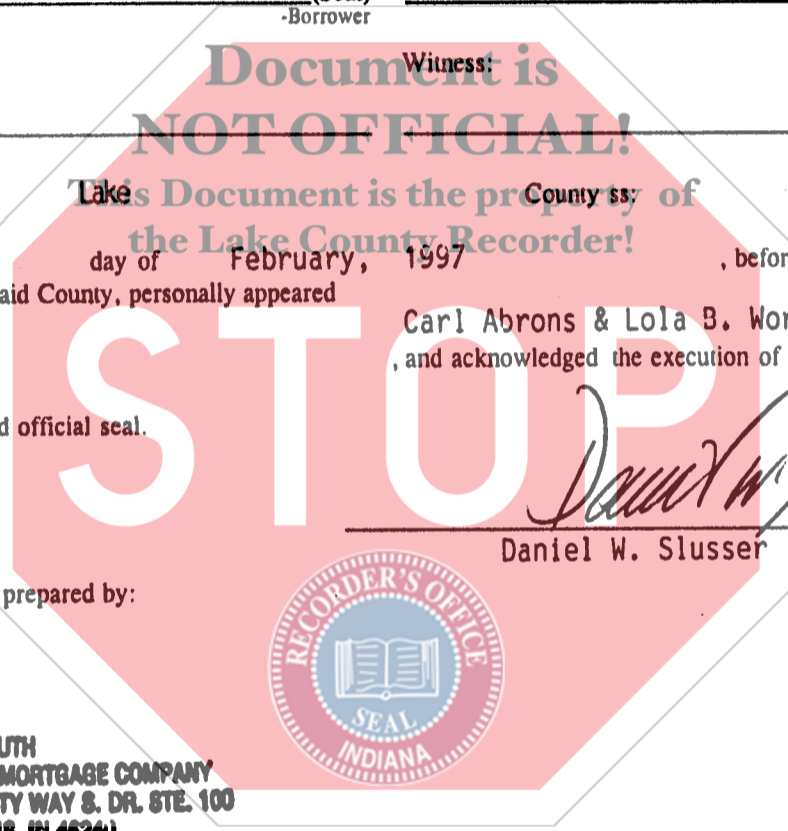 -Borrower
Document is
Witness:
NOT OFFICIAL!
Lake County ss:
This Document is the property of
the Lake County Recorder!
day of February, 1997 , befor
aid County, personally appeared
Carl Abrons & Lola B. Wor
, and acknowledged the execution of
STOP
d official seal.
Daniel W. Slusser
prepared by:
RECORDER'S OFFICE
SEAL
INDIANA
UTH
MORTGAGE COMPANY
TY WAY S. DR. STE. 100